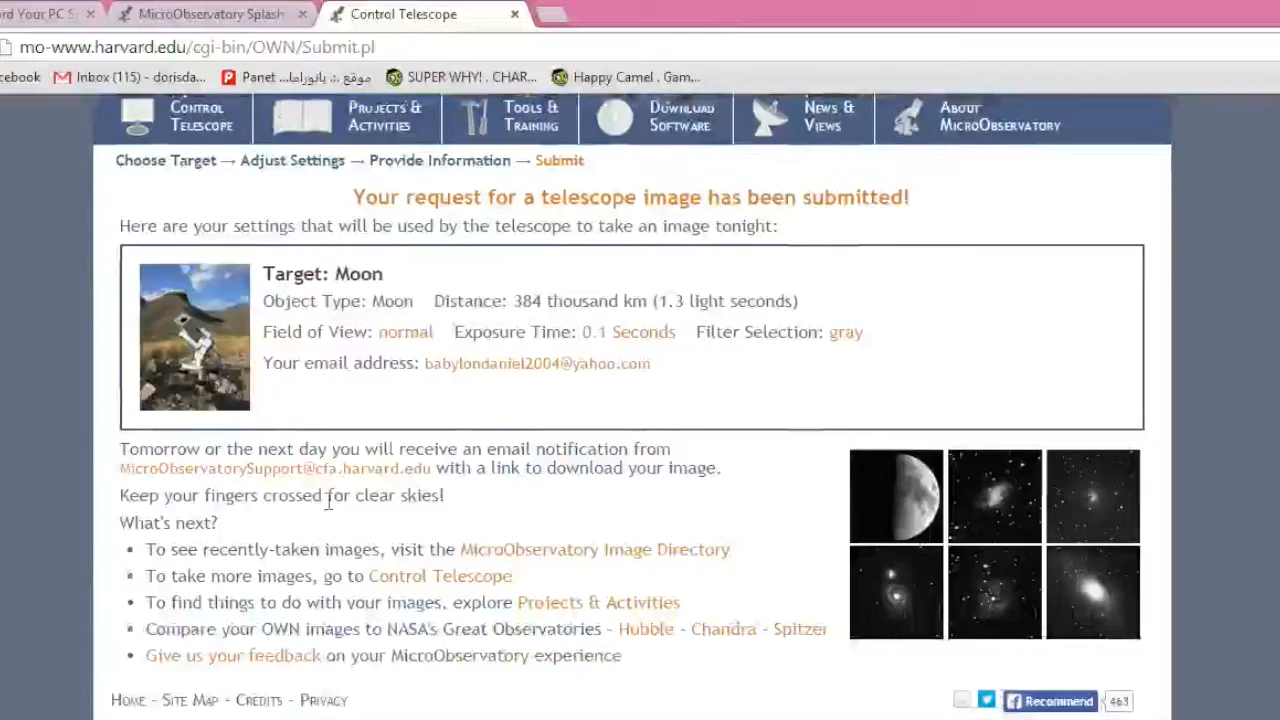 ord Your PC S
MicroObservatory Splash
Control Telescope
mo-www.harvard.edu/cgi-bin/OWN/Submit.pl
cebook
Inbox (115) - dorisda...
Panet موقع :. بانوراما...
SUPER WHY! . CHAR...
Happy Camel . Gam...
CONTROL TELESCOPE
PROJECTS & ACTIVITIES
TOOLS & TRAINING
DOWNLOAD SOFTWARE
NEWS & VIEWS
ABOUT MICROOBSERVATORY
Choose Target → Adjust Settings → Provide Information → Submit
Your request for a telescope image has been submitted!
Here are your settings that will be used by the telescope to take an image tonight:
Target: Moon
Object Type: Moon Distance: 384 thousand km (1.3 light seconds)
Field of View: normal Exposure Time: 0.1 Seconds Filter Selection: gray
Your email address: babylondaniel2004@yahoo.com
Tomorrow or the next day you will receive an email notification from
MicroObservatorySupport@cfa.harvard.edu with a link to download your image.
Keep your fingers crossed for clear skies!
What's next?
• To see recently-taken images, visit the MicroObservatory Image Directory
• To take more images, go to Control Telescope
• To find things to do with your images, explore Projects & Activities
• Compare your OWN images to NASA's Great Observatories - Hubble - Chandra - Spitzer
• Give us your feedback on your MicroObservatory experience
HOME - SITE MAP - CREDITS - PRIVACY
Recommend 463